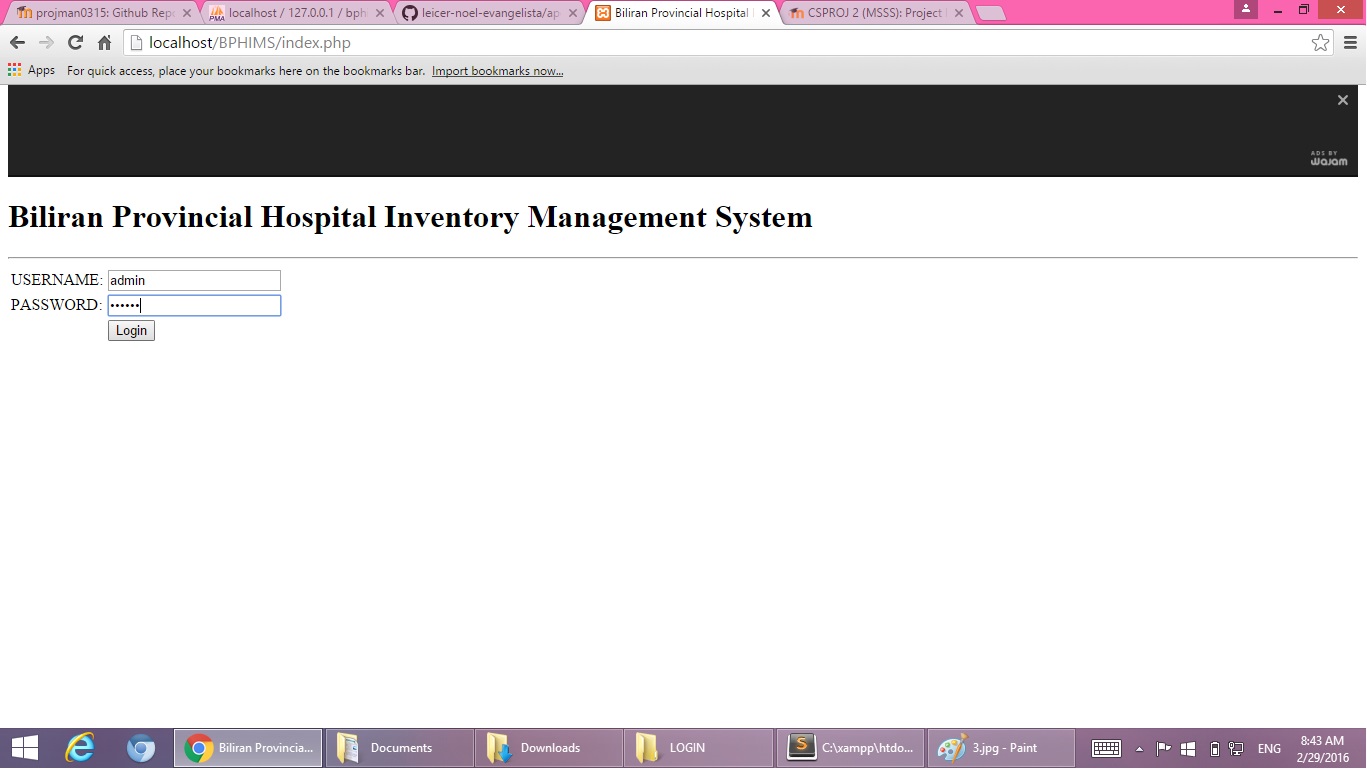 projman0315: Github Rep
localhost / 127.0.0.1 / bph
leicer-noel-evangelista/ap
Biliran Provincial Hospital
CSPROJ 2 (MSSS): Project
localhost/BPHIMS/index.php
Apps For quick access, place your bookmarks here on the bookmarks bar. Import bookmarks now...
ADS BY
wajam
Biliran Provincial Hospital Inventory Management System
USERNAME: admin
PASSWORD: ••••••
Login
Biliran Provincia...
Documents
Downloads
LOGIN
C:\xampp\htdo...
3.jpg - Paint
ENG
8:43 AM
2/29/2016